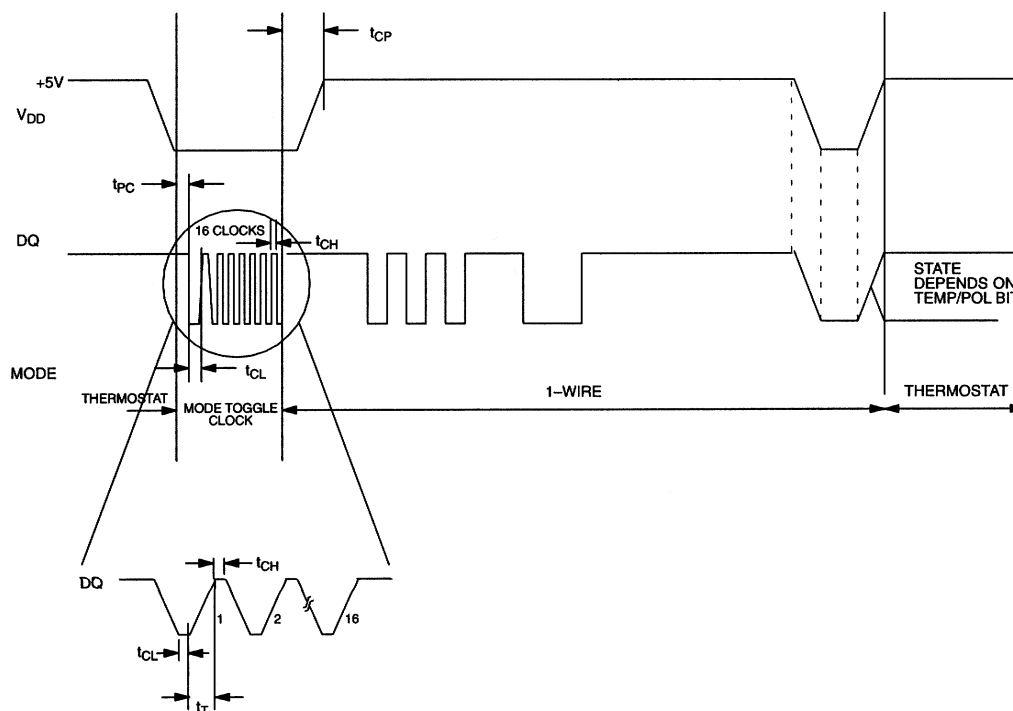 tCP
+5V
VDD
tPC
DQ
16 CLOCKS
tCH
STATE
DEPENDS ON
TEMP/POL BIT
tCL
MODE
THERMOSTAT
MODE TOGGLE
CLOCK
1–WIRE
THERMOSTAT
DQ
tCH
1
2
16
tCL
tT